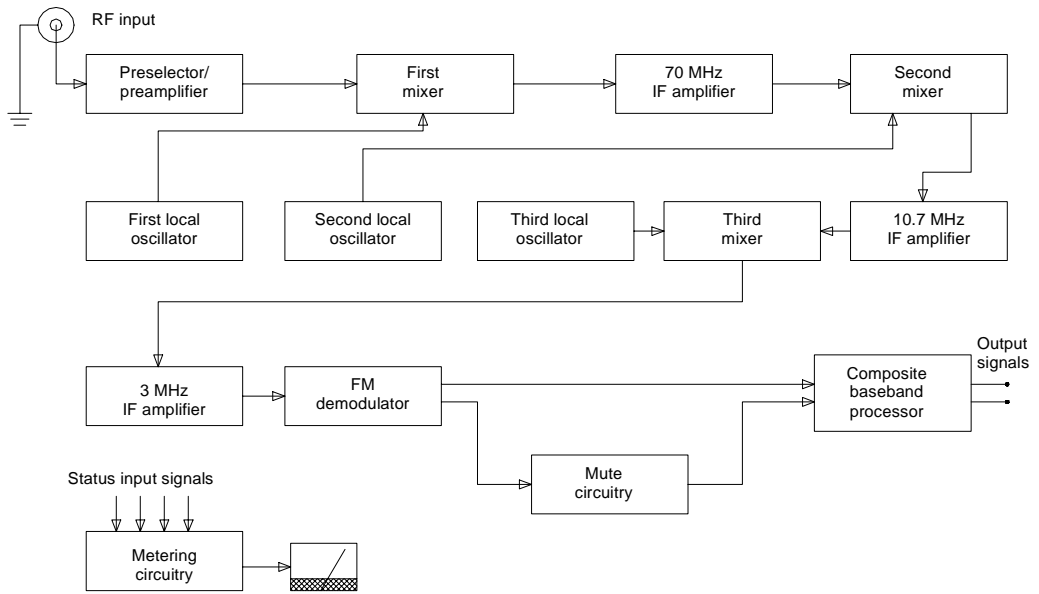 RF input
Preselector/
preamplifier
First
mixer
70 MHz
IF amplifier
Second
mixer
First local
oscillator
Second local
oscillator
Third local
oscillator
Third
mixer
10.7 MHz
IF amplifier
3 MHz
IF amplifier
FM
demodulator
Composite
baseband
processor
Output
signals
Mute
circuitry
Status input signals
Metering
circuitry